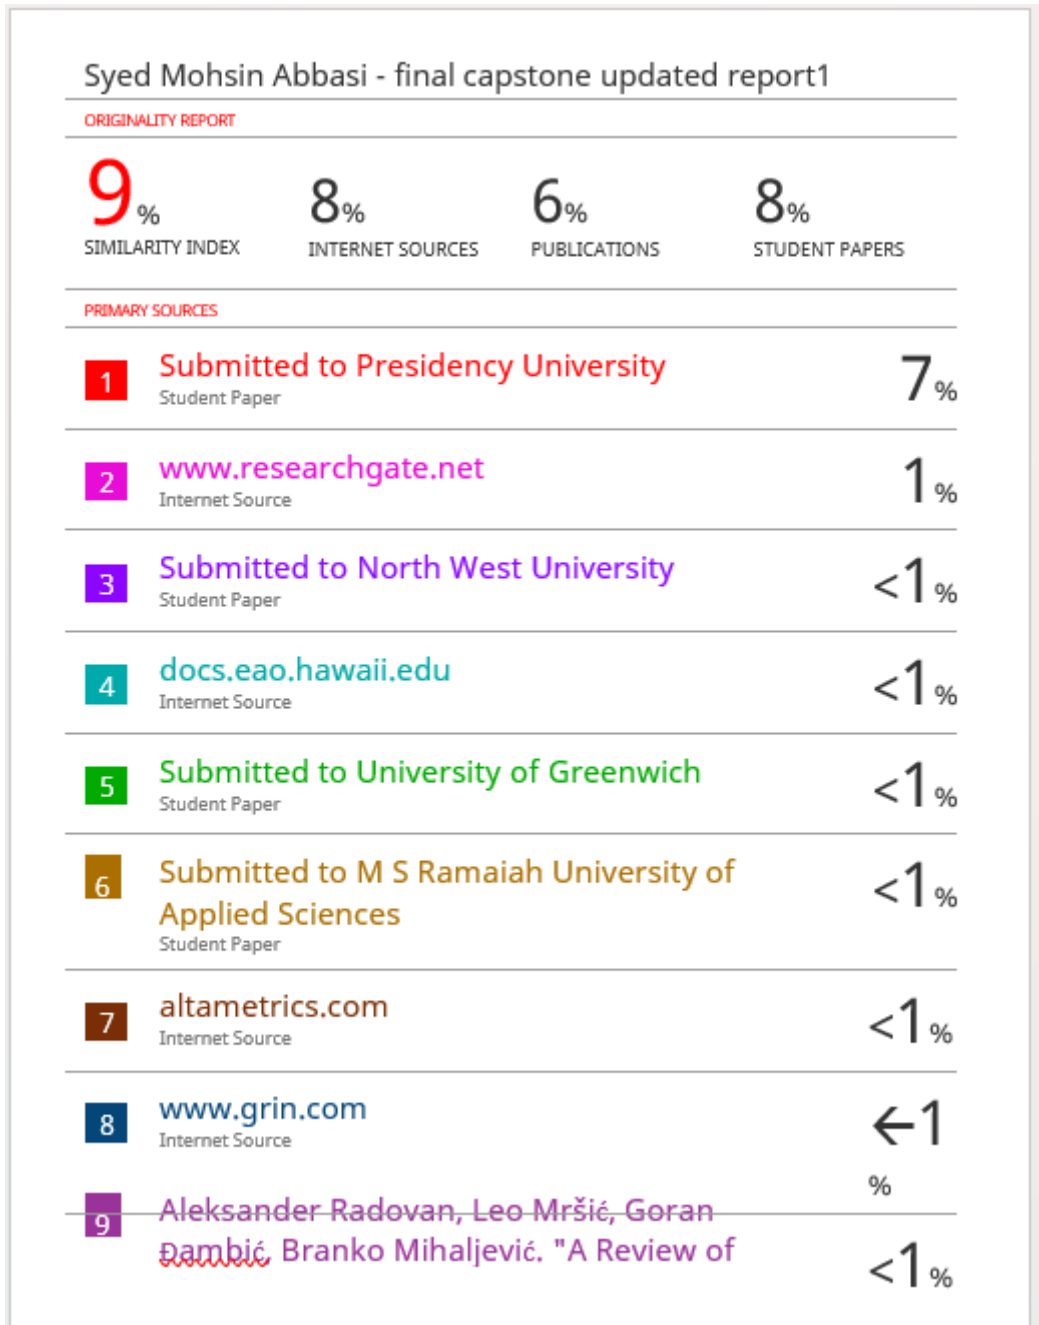 Syed Mohsin Abbasi - final capstone updated report1
ORIGINALITY REPORT
9%
SIMILARITY INDEX
8%
INTERNET SOURCES
6%
PUBLICATIONS
8%
STUDENT PAPERS
PRIMARY SOURCES
1
Submitted to Presidency University
Student Paper
7%
2
www.researchgate.net
Internet Source
1%
3
Submitted to North West University
Student Paper
<1%
4
docs.eao.hawaii.edu
Internet Source
<1%
5
Submitted to University of Greenwich
Student Paper
<1%
6
Submitted to M S Ramaiah University of
Applied Sciences
Student Paper
<1%
7
altametrics.com
Internet Source
<1%
8
www.grin.com
Internet Source
←1
%
9
Aleksander Radovan, Leo Mršić, Goran
Đambić, Branko Mihaljević. "A Review of
<1%